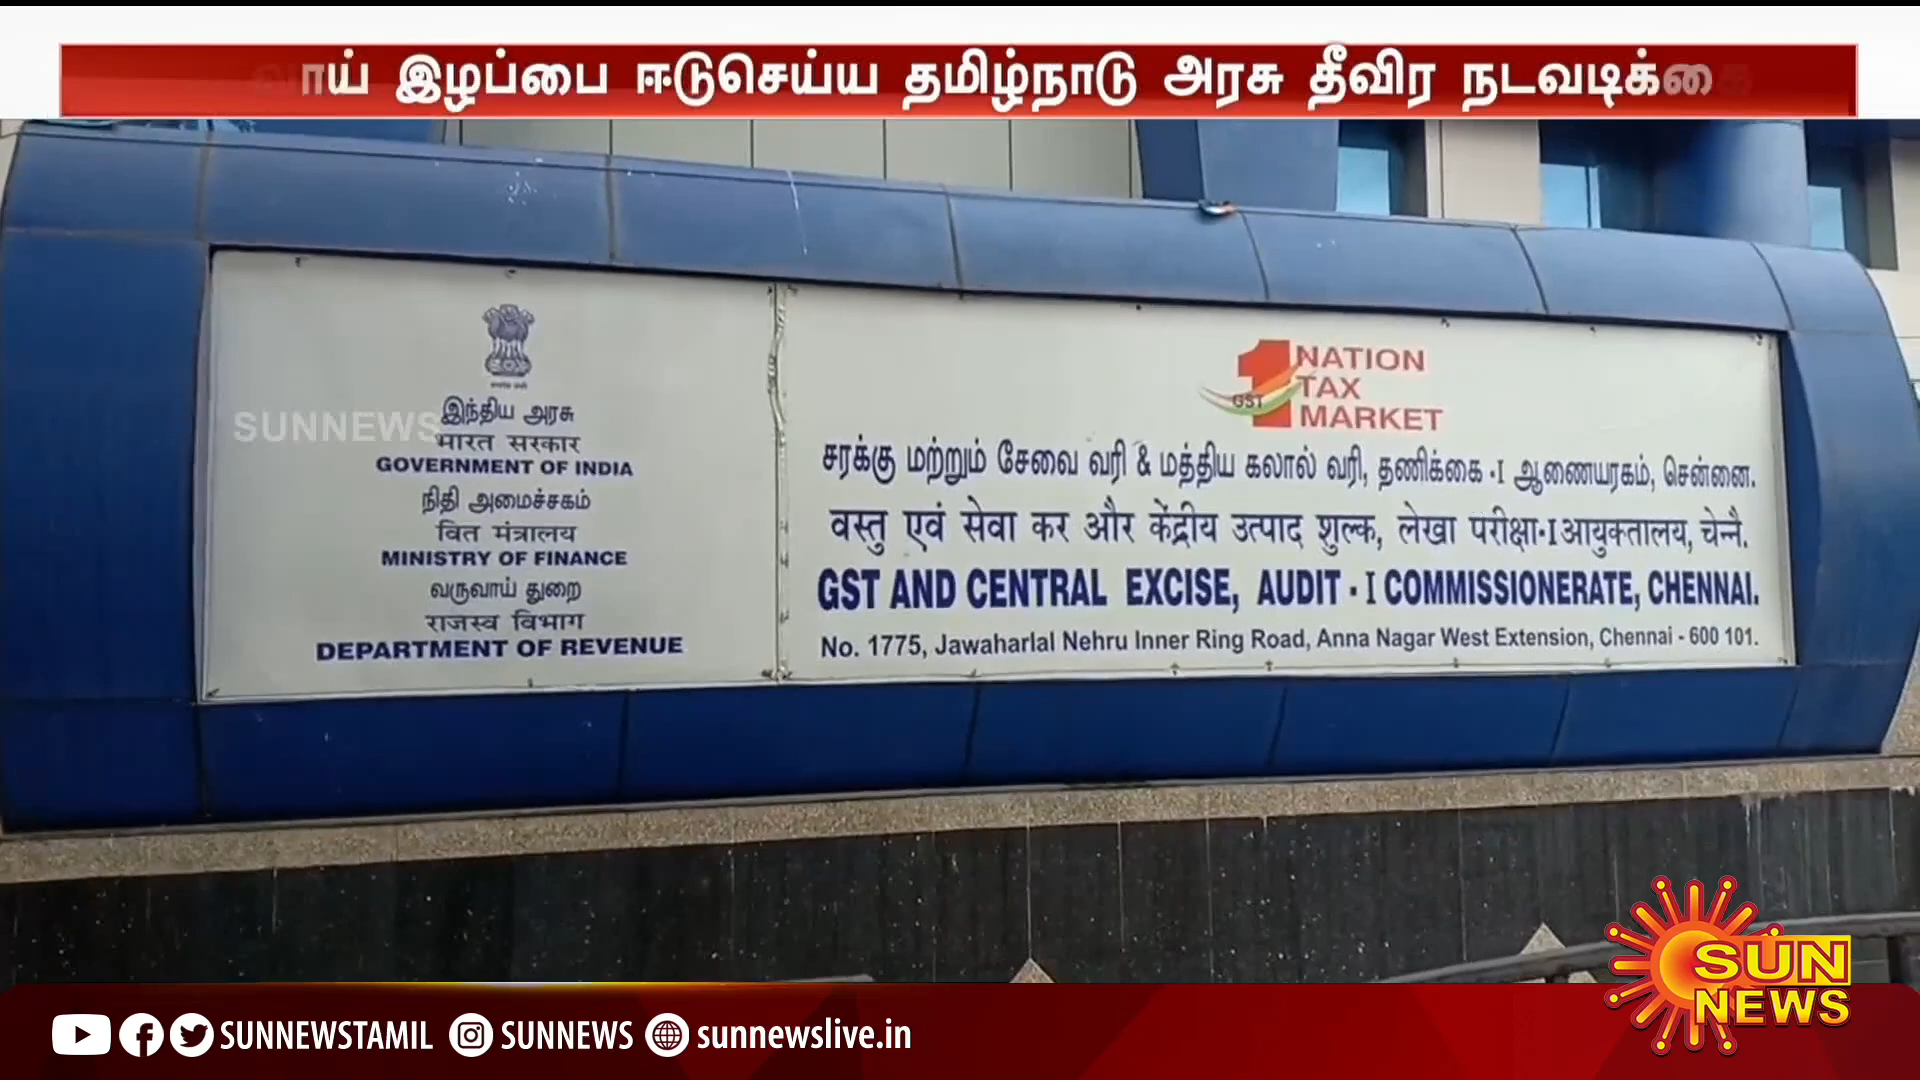 இழப்பை ஈடுசெய்ய தமிழ்நாடு அரசு தீவிர நடவடிக்கை
SUNNEWS
இந்திய அரசு
भारत सरकार
GOVERNMENT OF INDIA
நிதி அமைச்சகம்
वित मंत्रालय
MINISTRY OF FINANCE
வருவாய் துறை
राजस्व विभाग
DEPARTMENT OF REVENUE
1 NATION
TAX
MARKET
GST
சரக்கு மற்றும் சேவை வரி & மத்திய கலால் வரி, தணிக்கை -I ஆணையரகம், சென்னை.
वस्तु एवं सेवा कर और केंद्रीय उत्पाद शुल्क, लेखा परीक्षा-I आयुक्तालय, चेन्नै.
GST AND CENTRAL EXCISE, AUDIT - I COMMISSIONERATE, CHENNAI.
No. 1775, Jawaharlal Nehru Inner Ring Road, Anna Nagar West Extension, Chennai - 600 101.
SUN
NEWS
SUNNEWSTAMIL SUNNEWS sunnewslive.in